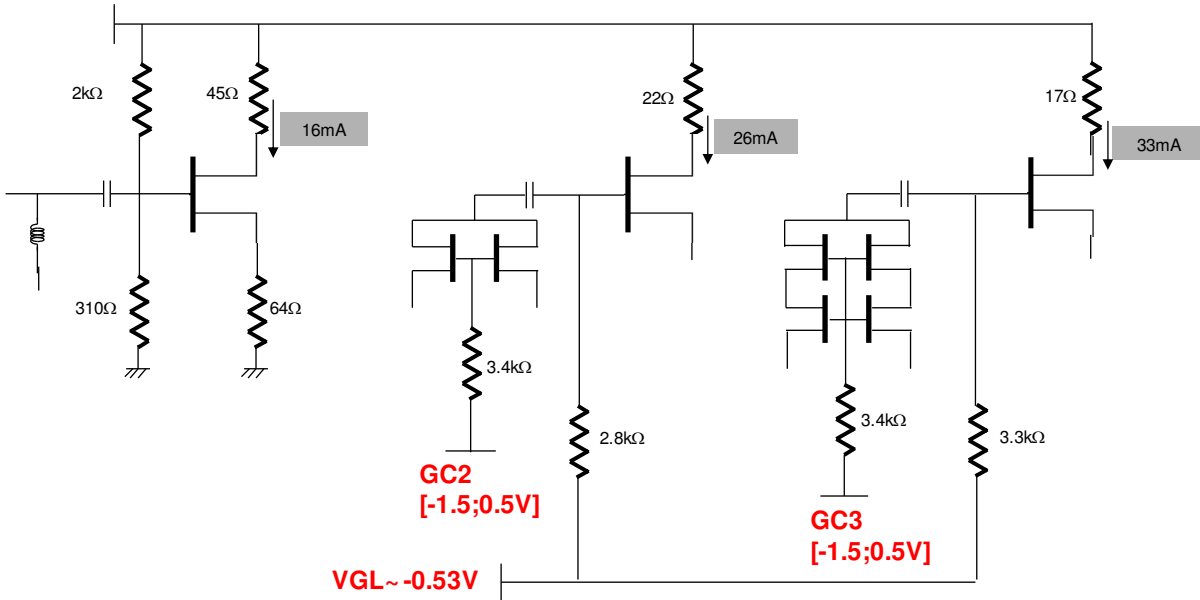 2kΩ
45Ω
16mA
22Ω
26mA
17Ω
33mA
310Ω
64Ω
3.4kΩ
2.8kΩ
3.4kΩ
3.3kΩ
GC2
[-1.5;0.5V]
GC3
[-1.5;0.5V]
VGL~ -0.53V